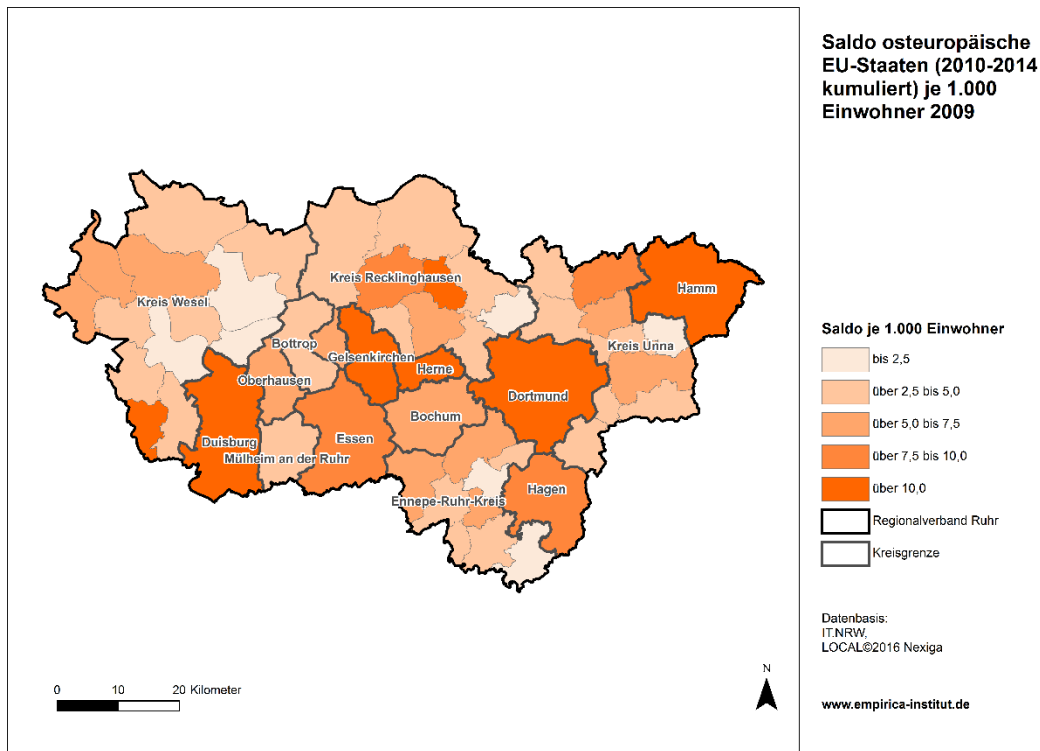 Saldo osteuropäische
EU-Staaten (2010-2014
kumuliert) je 1.000
Einwohner 2009
Hamm
Kreis Recklinghausen
Kreis Wesel
Kreis Unna
Bottrop
Gelsenkirchen
Herne
Oberhausen
Dortmund
Bochum
Essen
Duisburg
Mülheim an der Ruhr
Hagen
Ennepe-Ruhr-Kreis
Saldo je 1.000 Einwohner
bis 2,5
über 2,5 bis 5,0
über 5,0 bis 7,5
über 7,5 bis 10,0
über 10,0
Regionalverband Ruhr
Kreisgrenze
Datenbasis:
IT.NRW,
LOCAL©2016 Nexiga
N
0 10 20 Kilometer
www.empirica-institut.de